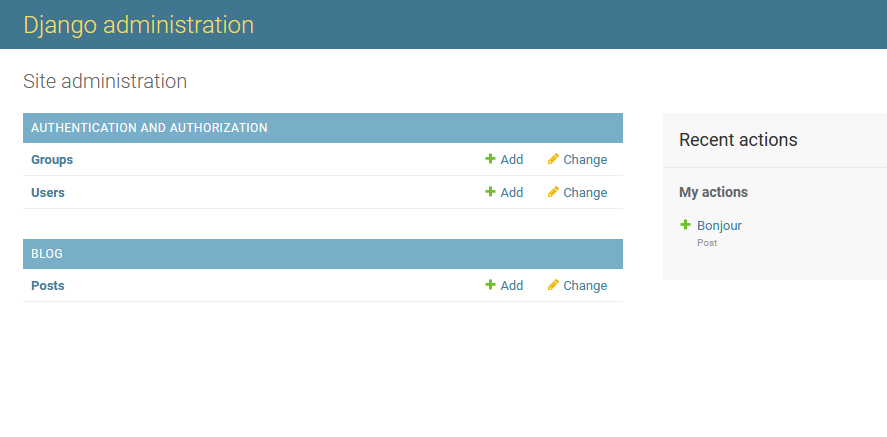 Django administration
Site administration
AUTHENTICATION AND AUTHORIZATION
Groups Add Change
Users Add Change
BLOG
Posts Add Change
Recent actions
My actions
Bonjour
Post